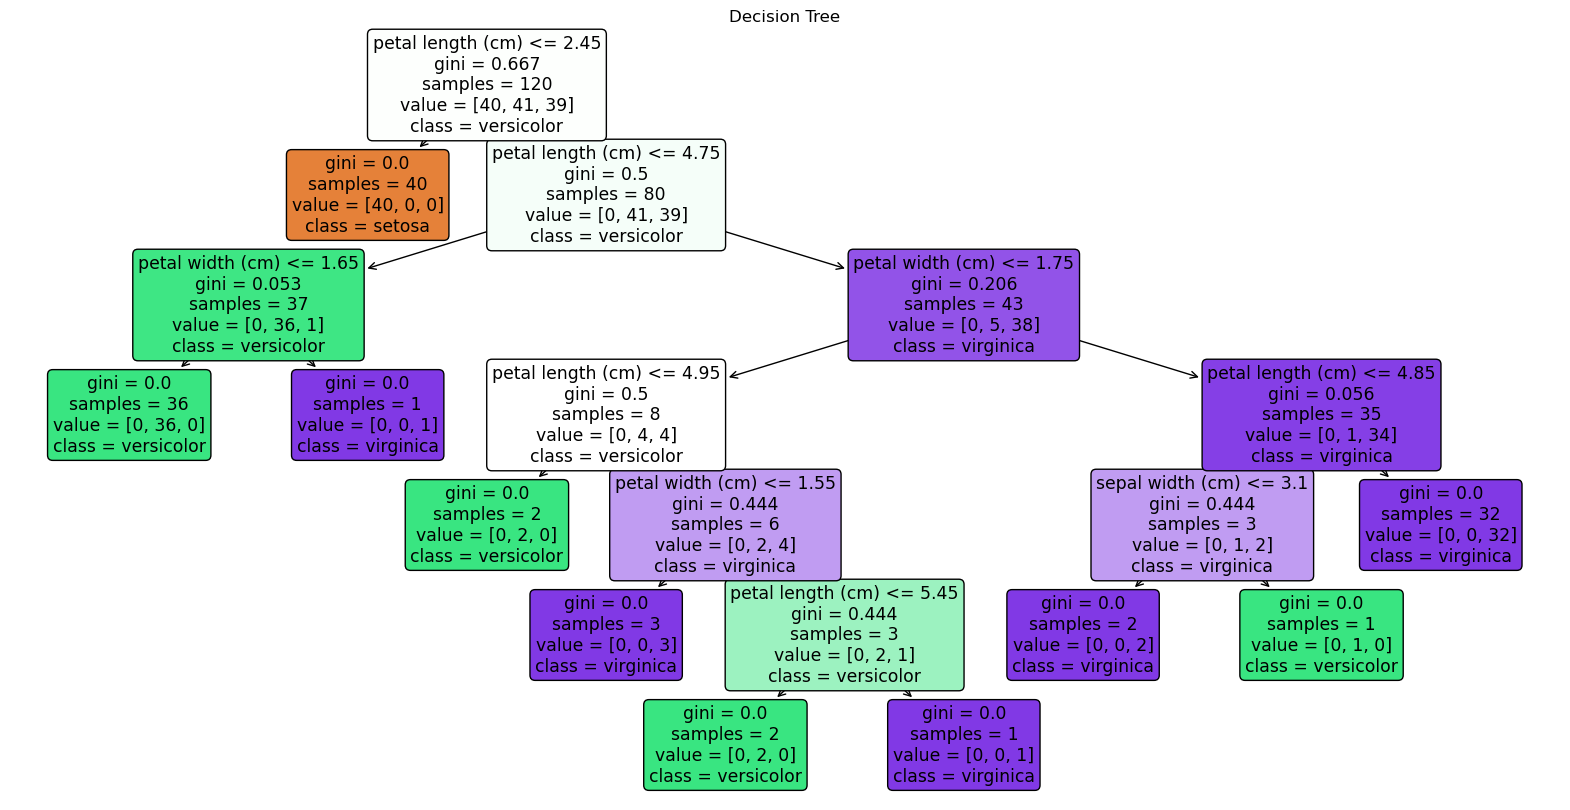 Decision Tree
petal length (cm) <= 2.45
gini = 0.667
samples = 120
value = [40, 41, 39]
class = versicolor
gini = 0.0
samples = 40
value = [40, 0, 0]
class = setosa
petal length (cm) <= 4.75
gini = 0.5
samples = 80
value = [0, 41, 39]
class = versicolor
petal width (cm) <= 1.65
gini = 0.053
samples = 37
value = [0, 36, 1]
class = versicolor
petal width (cm) <= 1.75
gini = 0.206
samples = 43
value = [0, 5, 38]
class = virginica
gini = 0.0
samples = 36
value = [0, 36, 0]
class = versicolor
gini = 0.0
samples = 1
value = [0, 0, 1]
class = virginica
petal length (cm) <= 4.95
gini = 0.5
samples = 8
value = [0, 4, 4]
class = versicolor
petal length (cm) <= 4.85
gini = 0.056
samples = 35
value = [0, 1, 34]
class = virginica
gini = 0.0
samples = 2
value = [0, 2, 0]
class = versicolor
petal width (cm) <= 1.55
gini = 0.444
samples = 6
value = [0, 2, 4]
class = virginica
sepal width (cm) <= 3.1
gini = 0.444
samples = 3
value = [0, 1, 2]
class = virginica
gini = 0.0
samples = 32
value = [0, 0, 32]
class = virginica
gini = 0.0
samples = 3
value = [0, 0, 3]
class = virginica
petal length (cm) <= 5.45
gini = 0.444
samples = 3
value = [0, 2, 1]
class = versicolor
gini = 0.0
samples = 2
value = [0, 0, 2]
class = virginica
gini = 0.0
samples = 1
value = [0, 1, 0]
class = versicolor
gini = 0.0
samples = 2
value = [0, 2, 0]
class = versicolor
gini = 0.0
samples = 1
value = [0, 0, 1]
class = virginica